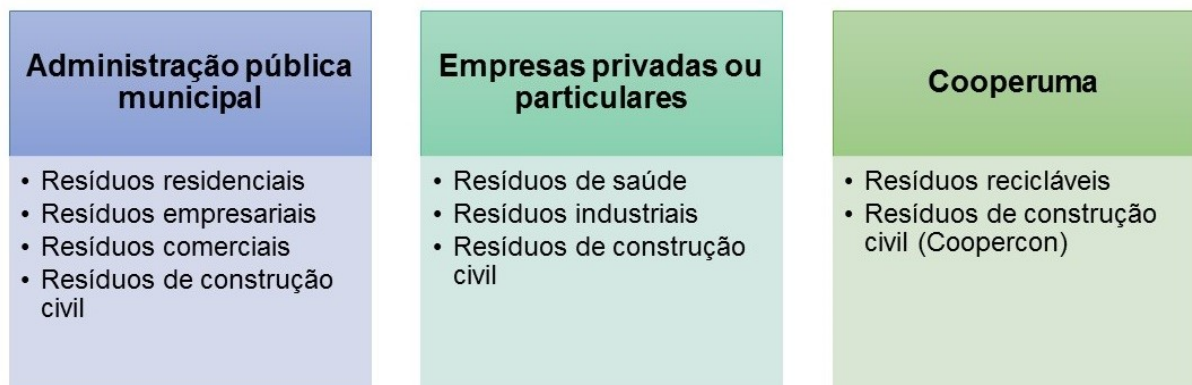 Administração pública
municipal
• Resíduos residenciais
• Resíduos empresariais
• Resíduos comerciais
• Resíduos de construção
civil
Empresas privadas ou
particulares
• Resíduos de saúde
• Resíduos industriais
• Resíduos de construção
civil
Cooperuma
• Resíduos recicláveis
• Resíduos de construção
civil (Coopercon)